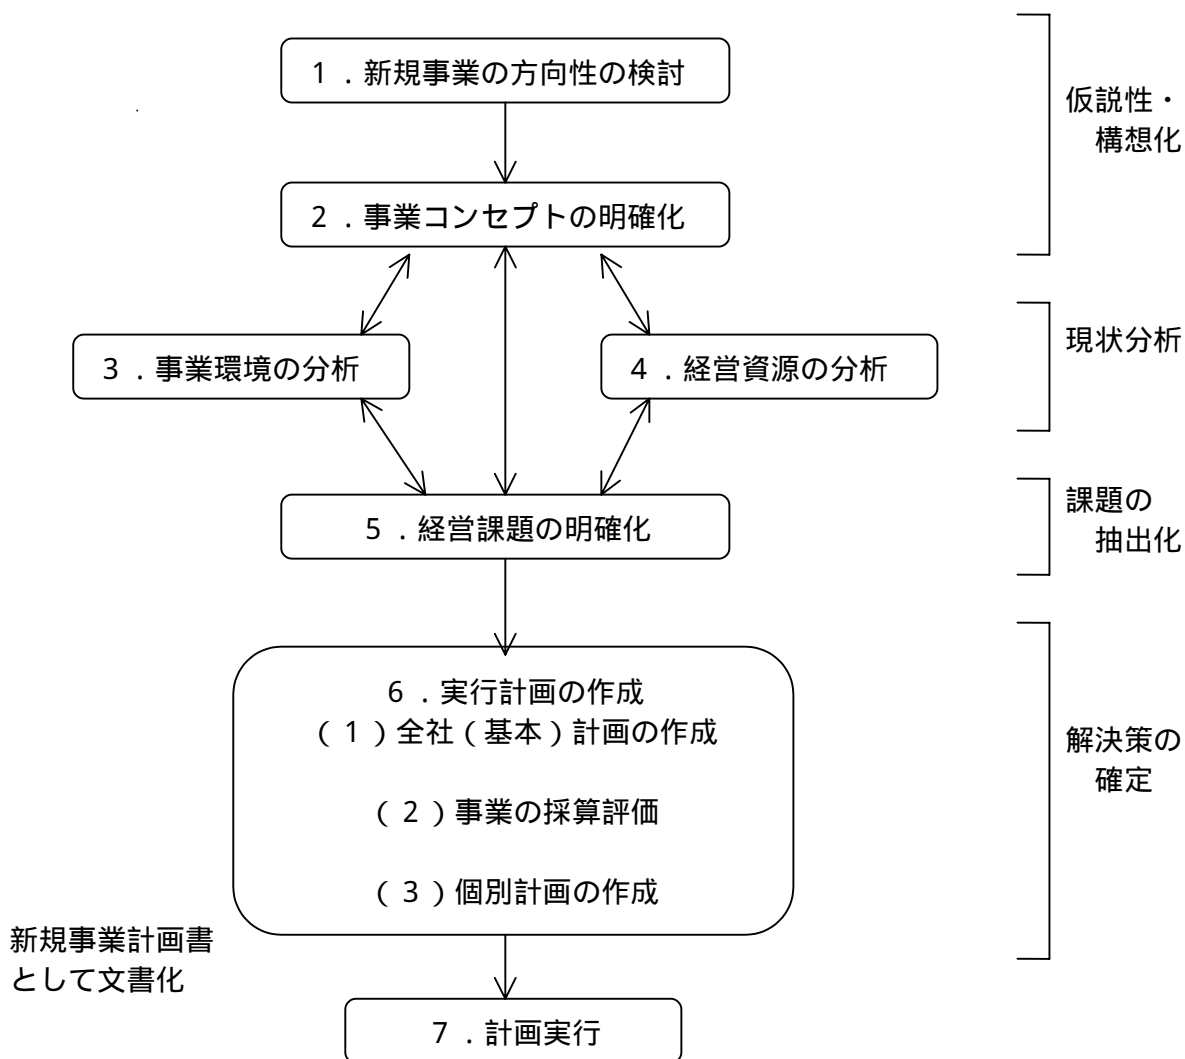 1．新規事業の方向性の検討
仮説性・
構想化
2．事業コンセプトの明確化
3．事業環境の分析
4．経営資源の分析
現状分析
5．経営課題の明確化
課題の
抽出化
6．実行計画の作成
（1）全社（基本）計画の作成
（2）事業の採算評価
（3）個別計画の作成
解決策の
確定
新規事業計画書
として文書化
7．計画実行